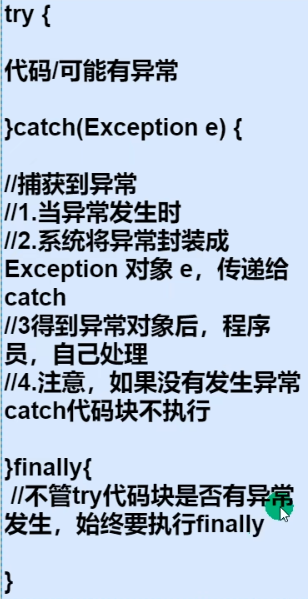 try {
代码/可能有异常
}catch(Exception e) {
//捕获到异常
//1.当异常发生时
//2.系统将异常封装成
Exception 对象 e，传递给
catch
//3得到异常对象后，程序
员，自己处理
//4.注意，如果没有发生异常
catch代码块不执行
}finally{
//不管try代码块是否有异常
发生，始终要执行finally
}